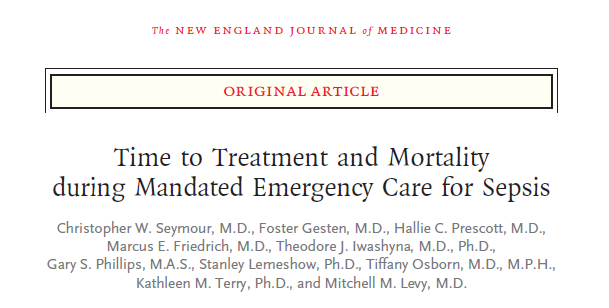 The NEW ENGLAND JOURNAL of MEDICINE
ORIGINAL ARTICLE
Time to Treatment and Mortality
during Mandated Emergency Care for Sepsis
Christopher W. Seymour, M.D., Foster Gesten, M.D., Hallie C. Prescott, M.D.,
Marcus E. Friedrich, M.D., Theodore J. Iwashyna, M.D., Ph.D.,
Gary S. Phillips, M.A.S., Stanley Lemeshow, Ph.D., Tiffany Osborn, M.D., M.P.H.,
Kathleen M. Terry, Ph.D., and Mitchell M. Levy, M.D.